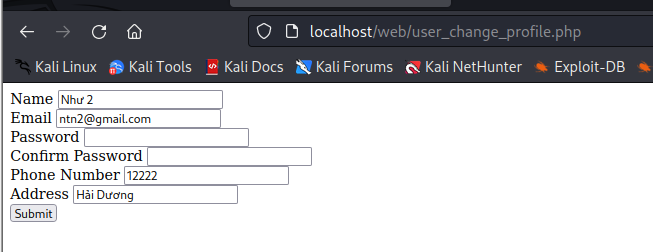 localhost/web/user_change_profile.php
Kali Linux Kali Tools Kali Docs Kali Forums Kali NetHunter Exploit-DB
Name Như 2
Email ntn2@gmail.com
Password
Confirm Password
Phone Number 12222
Address Hải Dương
Submit